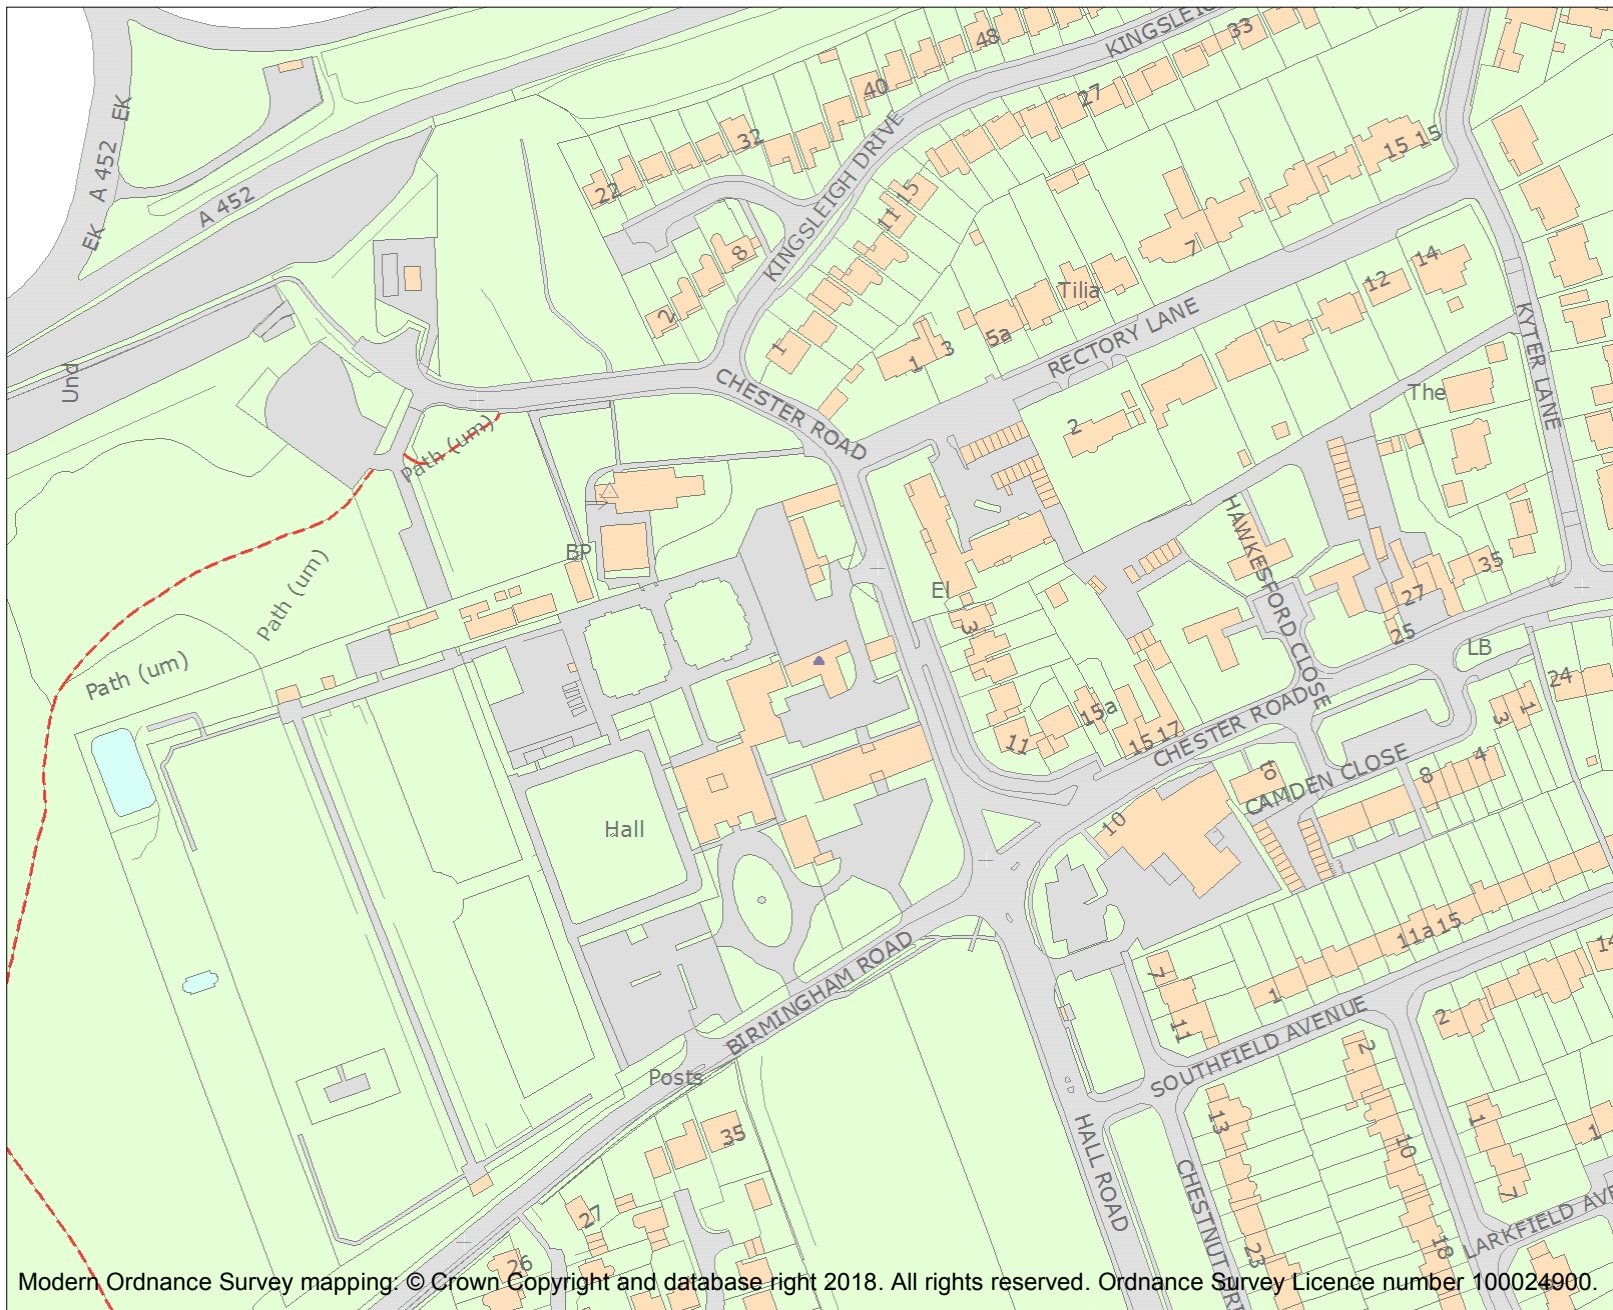 KINGSLEIG
33
48
EK
40
27
A 452
32
15 15
A 452
22
KINGSLEIGH DRIVE
15
11
EK
8
7
14
12
Tilia
2
RECTORY LANE
5a
KYTER LANE
1
3
1
Und
CHESTER ROAD
The
2
Path (um)
HAWKESFORD CLOSE
BP
35
Path (um)
El
27
3
25
LB
Path (um)
24
15a
3
1
11
15 17
CHESTER ROAD
4
to
8
CAMDEN CLOSE
10
Hall
11a 15
BIRMINGHAM ROAD
14
7
1
2
11
SOUTHFIELD AVENUE
2
Posts
13
1
1
35
HALL ROAD
10
7
CHESTNUT
27
LARKFIELD AVE
18
23
26
Modern Ordnance Survey mapping: © Crown Copyright and database right 2018. All rights reserved. Ordnance Survey Licence number 100024900.